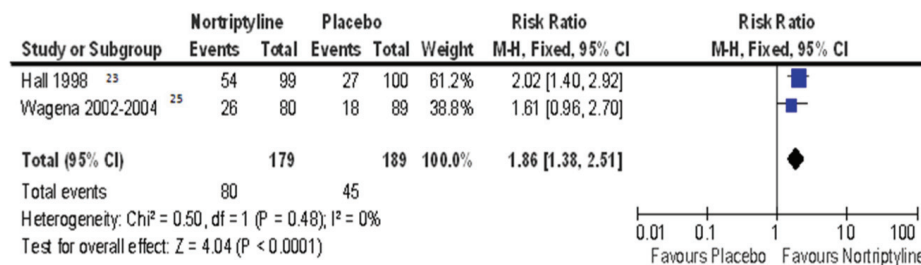 Nortriptyline Placebo Risk Ratio Risk Ratio
Study or Subgroup Events Total Events Total Weight M-H, Fixed, 95% CI M-H, Fixed, 95% CI
Hall 1998 23 54 99 27 100 61.2% 2.02 [1.40, 2.92]
Wagena 2002-2004 25 26 80 18 89 38.8% 1.61 [0.96, 2.70]
Total (95% CI) 179 189 100.0% 1.86 [1.38, 2.51]
Total events 80 45
Heterogeneity: Chi² = 0.50, df = 1 (P = 0.48); I² = 0%
Test for overall effect: Z = 4.04 (P < 0.0001)
0.01 0.1 1 10 100
Favours Placebo Favours Nortriptyline